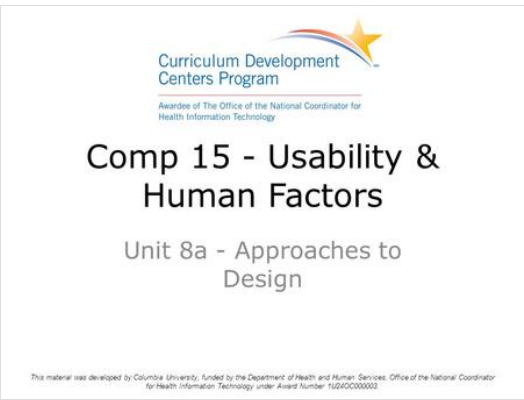 Curriculum Development
Centers Program
Awardee of The Office of the National Coordinator for
Health Information Technology
Comp 15 - Usability &
Human Factors
Unit 8a - Approaches to
Design
This material was developed by Columbia University, funded by the Department of Health and Human Services, Office of the National Coordinator
for Health Information Technology under Award Number 1U24OC000003.